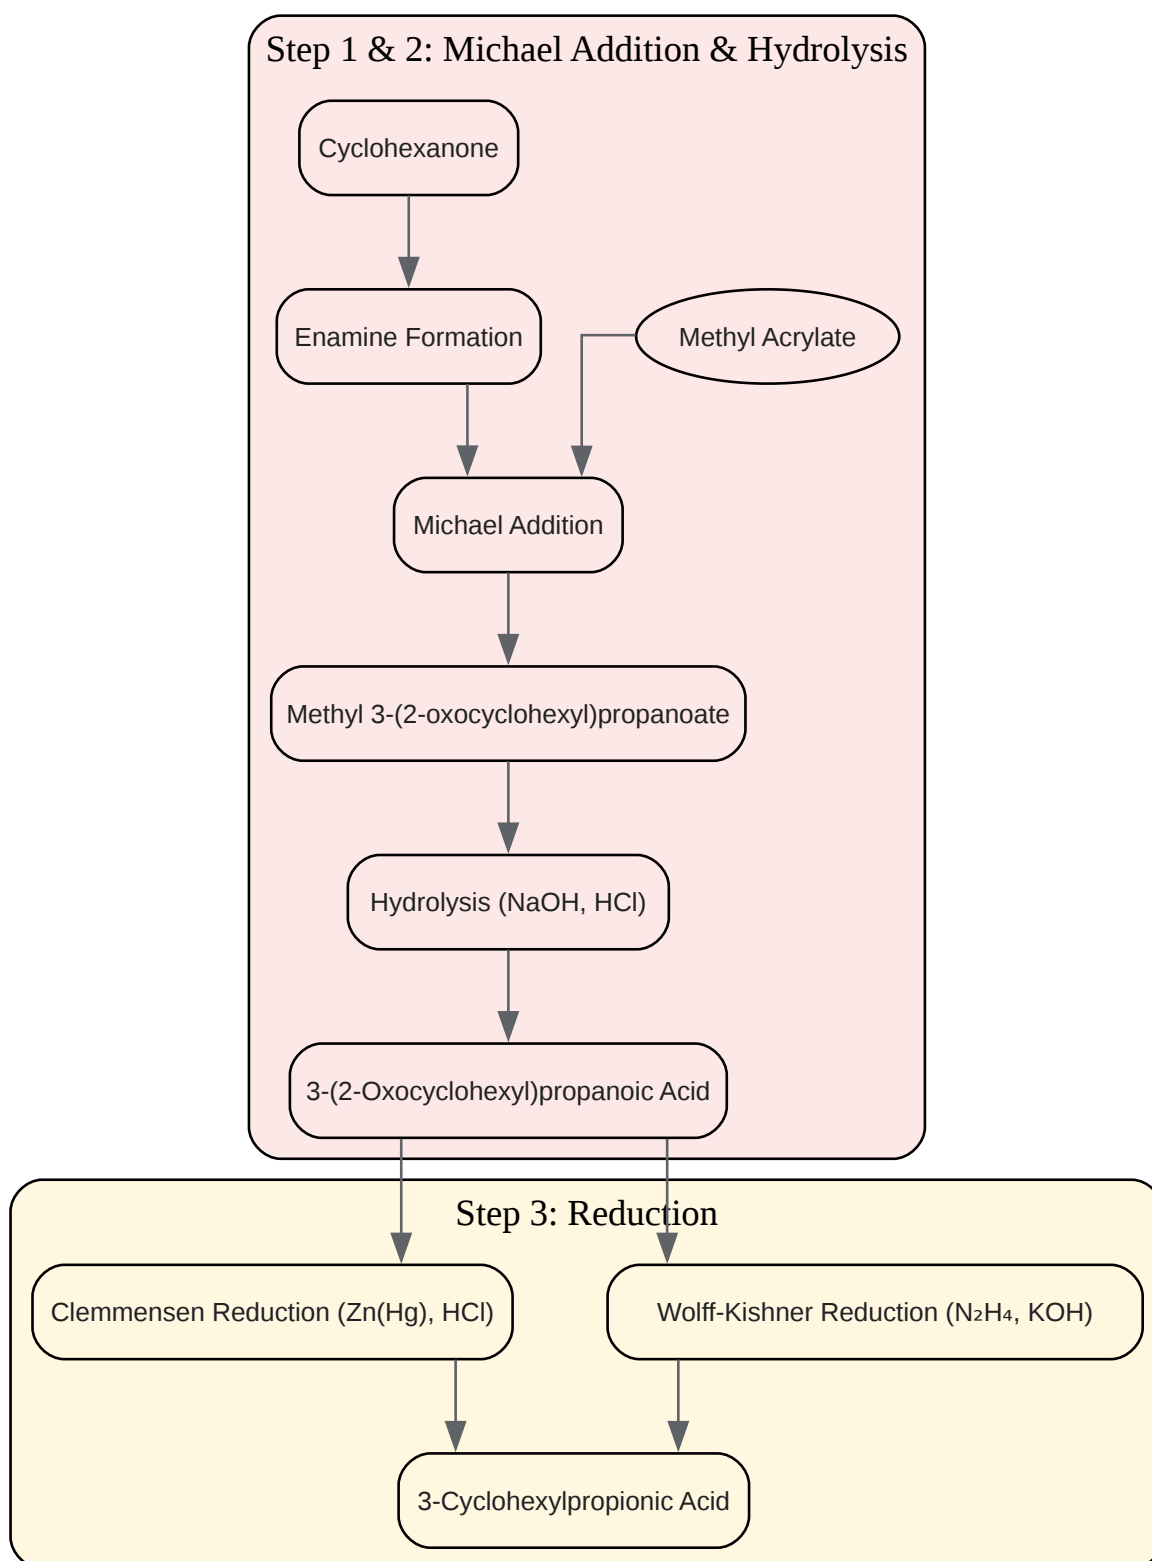 Step 1 & 2: Michael Addition & Hydrolysis
Cyclohexanone
Enamine Formation
Methyl Acrylate
Michael Addition
Methyl 3-(2-oxocyclohexyl)propanoate
Hydrolysis (NaOH, HCl)
3-(2-Oxocyclohexyl)propanoic Acid
Step 3: Reduction
Clemmensen Reduction (Zn(Hg), HCl)
Wolff-Kishner Reduction (N₂H₄, KOH)
3-Cyclohexylpropionic Acid